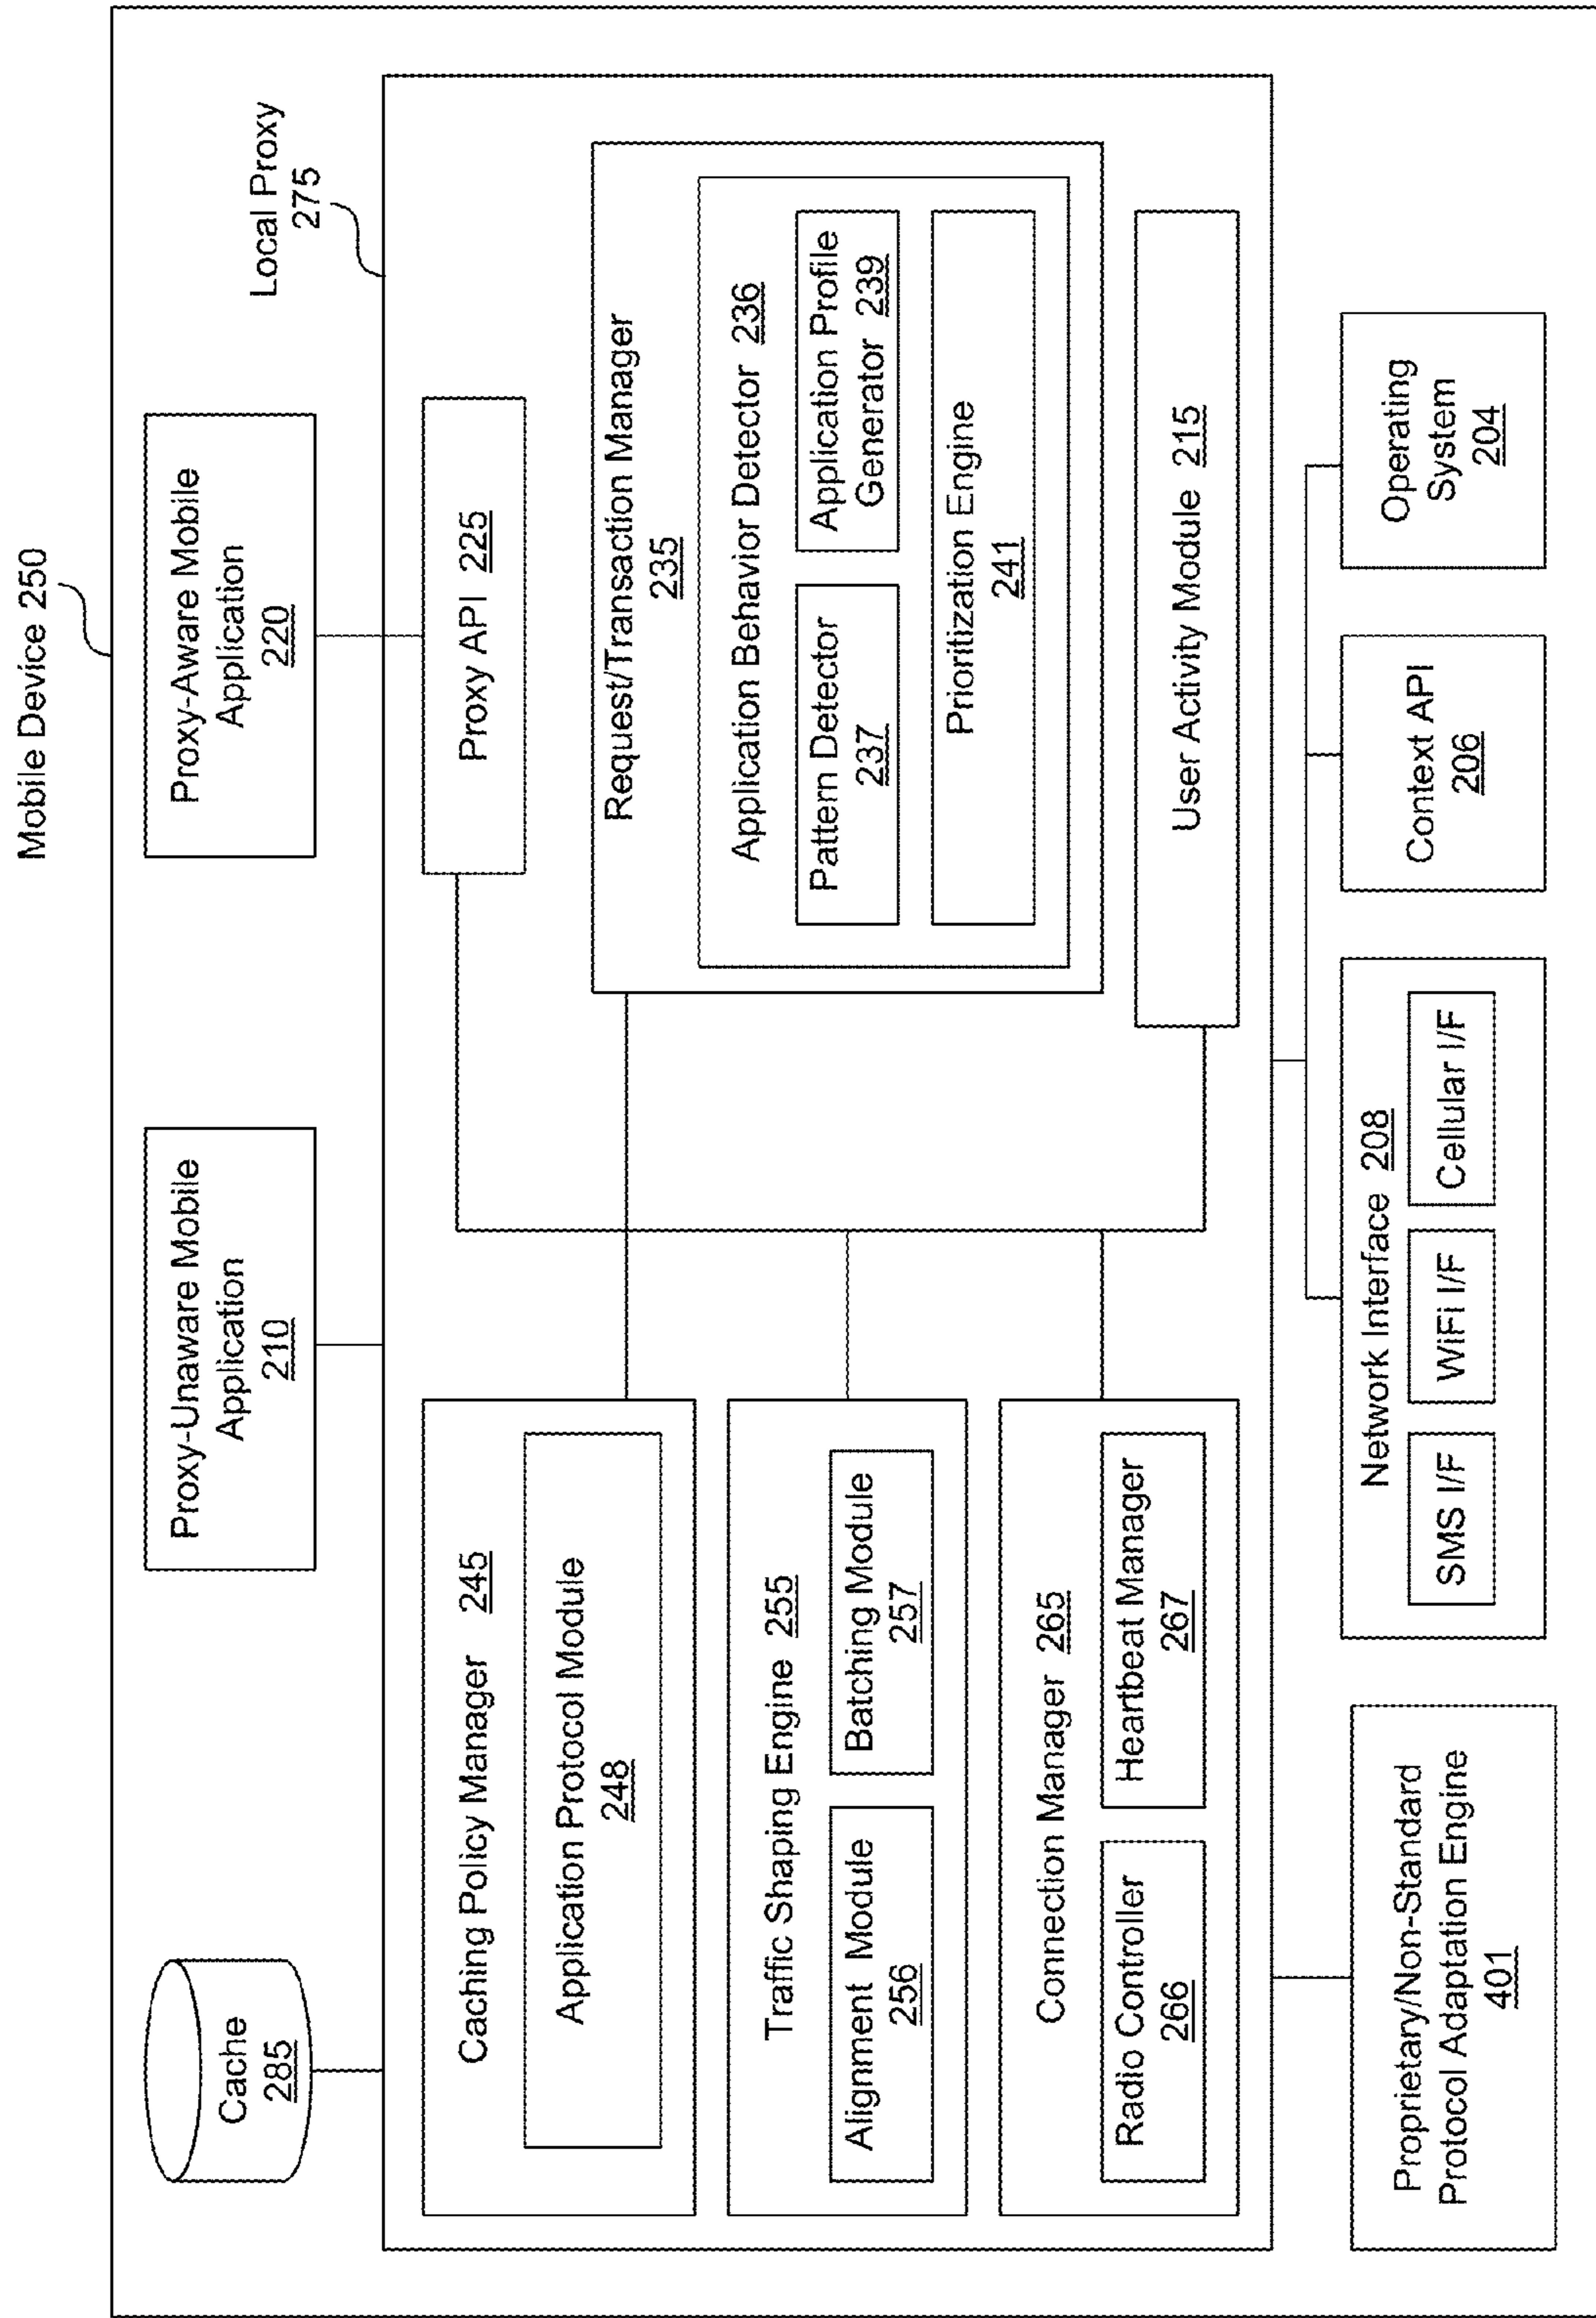 Mobile Device 250
Cache
285
Proxy-Unaware Mobile
Application
210
Proxy-Aware Mobile
Application
220
Local Proxy
275
Caching Policy Manager 245
Application Protocol Module
248
Traffic Shaping Engine 255
Alignment Module
256
Batching Module
257
Connection Manager 265
Radio Controller
266
Heartbeat Manager
267
Proxy API 225
Request/Transaction Manager
235
Application Behavior Detector 236
Pattern Detector
237
Application Profile
Generator 239
Prioritization Engine
241
User Activity Module 215
Proprietary/Non-Standard
Protocol Adaptation Engine
401
Network Interface 208
SMS I/F
WiFi I/F
Cellular I/F
Context API
206
Operating
System
204